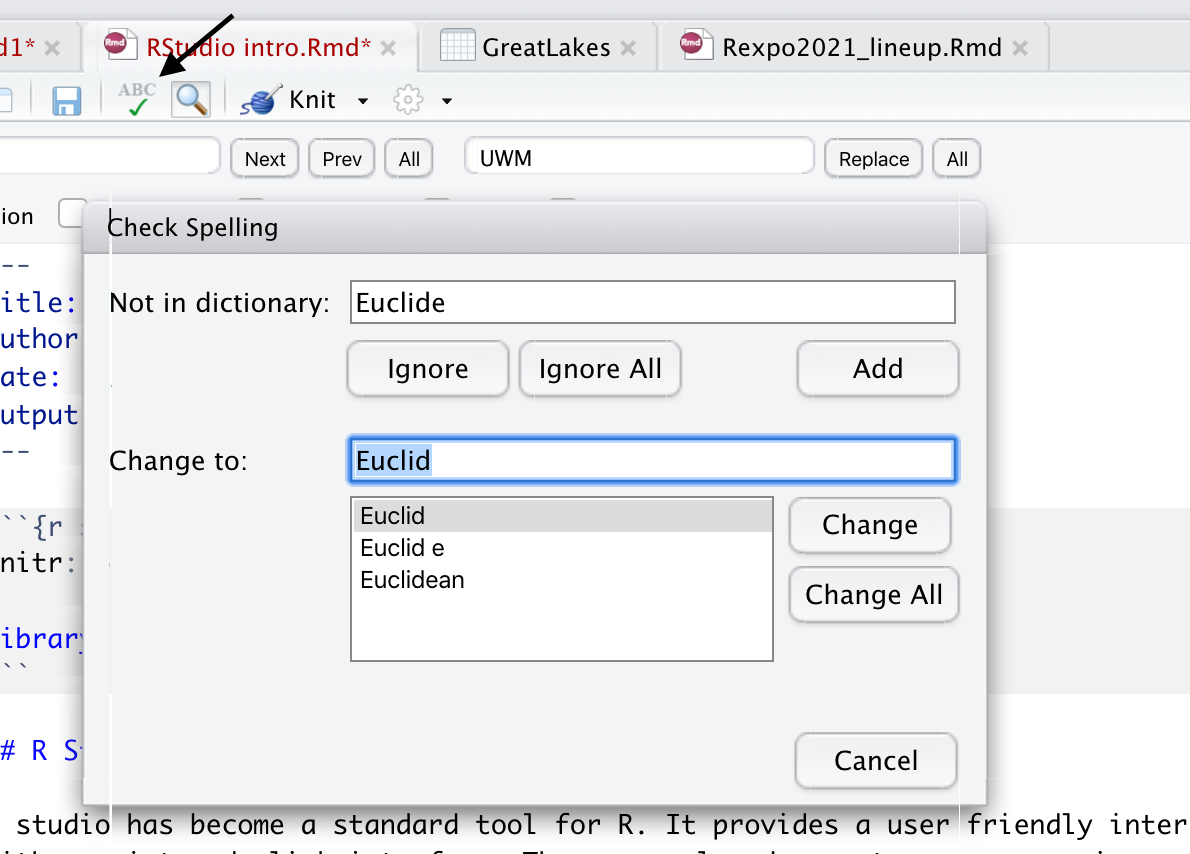 d1* RStudio intro.Rmd* GreatLakes Rexpo2021_lineup.Rmd
ABC Knit
Next Prev All UWM Replace All
ion
Check Spelling
--
itle:
Not in dictionary: Euclide
uthor
Ignore Ignore All Add
ate:
utput
--
Change to: Euclid
Euclid
Euclid e
Euclidean
Change
Change All
``{r
nitr:
ibrary
``
# R S
Cancel
studio has become a standard tool for R. It provides a user friendly inter